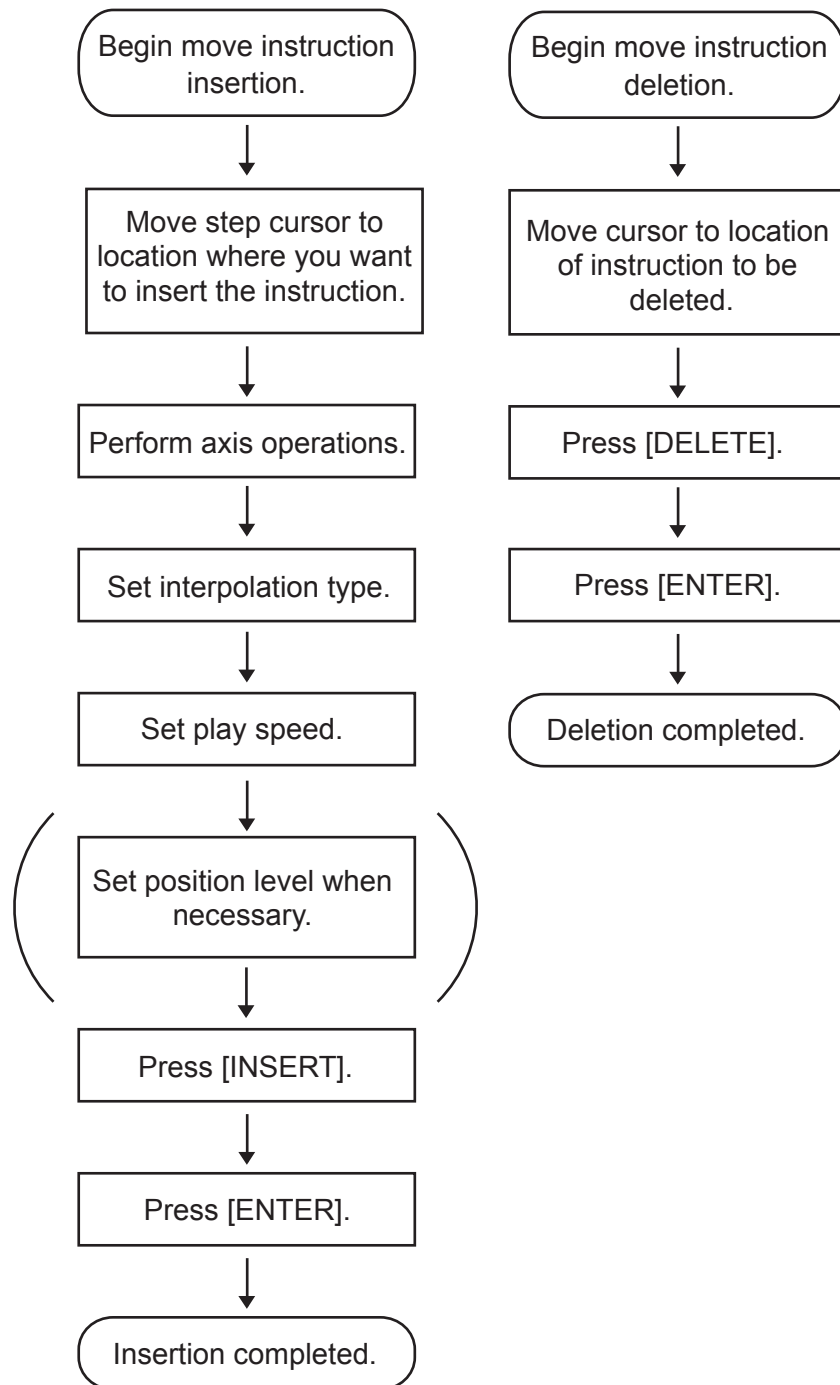 Begin move instruction
insertion.
Move step cursor to
location where you want
to insert the instruction.
Perform axis operations.
Set interpolation type.
Set play speed.
Set position level when
necessary.
Press [INSERT].
Press [ENTER].
Insertion completed.
Begin move instruction
deletion.
Move cursor to location
of instruction to be
deleted.
Press [DELETE].
Press [ENTER].
Deletion completed.